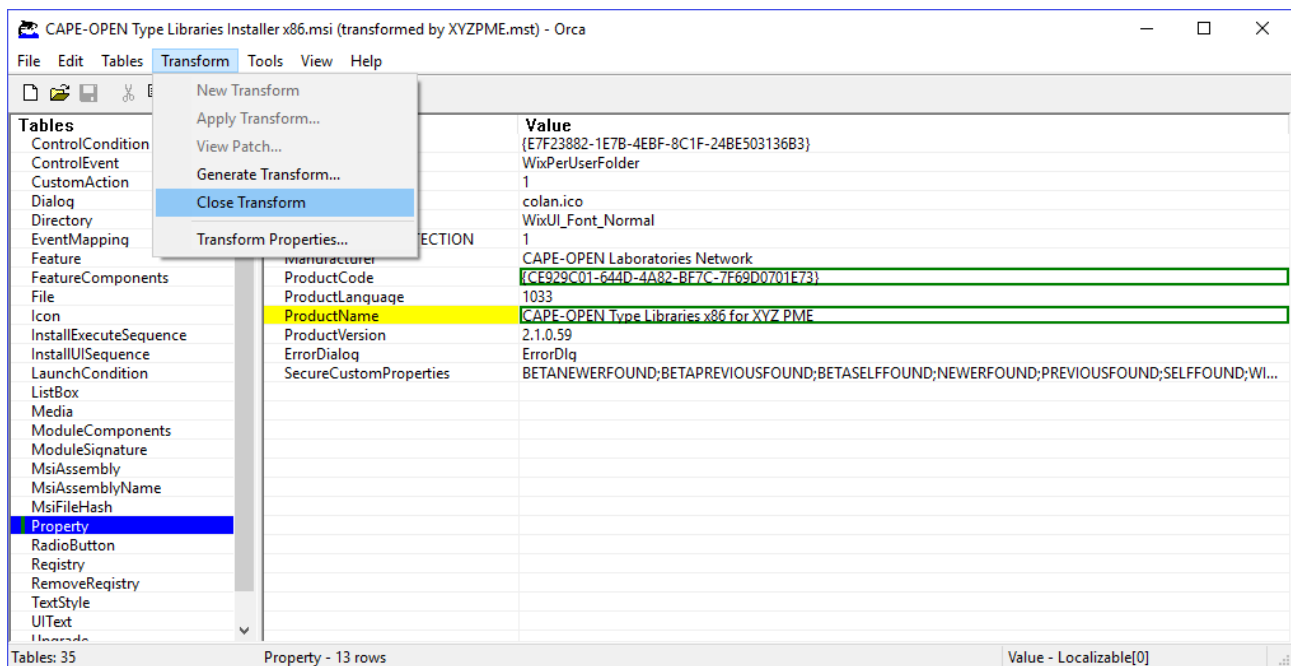 CAPE-OPEN Type Libraries Installer x86.msi (transformed by XYZPME.mst) - Orca
File Edit Tables Transform Tools View Help
New Transform
Apply Transform...
View Patch...
Generate Transform...
Close Transform
Transform Properties...
Tables
ControlCondition
ControlEvent
CustomAction
Dialog
Directory
EventMapping
Feature
FeatureComponents
File
Icon
InstallExecuteSequence
InstallUISequence
LaunchCondition
ListBox
Media
ModuleComponents
ModuleSignature
MsiAssembly
MsiAssemblyName
MsiFileHash
Property
RadioButton
Registry
RemoveRegistry
TextStyle
UIText
Upgrade
Value
{E7F23882-1E7B-4EBF-8C1F-24BE503136B3}
WixPerUserFolder
1
colan.ico
WixUI_Font_Normal
ECTION 1
Manufacturer CAPE-OPEN Laboratories Network
ProductCode {CE929C01-644D-4A82-BF7C-7F69D0701E73}
ProductLanguage 1033
ProductName CAPE-OPEN Type Libraries x86 for XYZ PME
ProductVersion 2.1.0.59
ErrorDialog ErrorDlg
SecureCustomProperties BETANEWERFOUND;BETAPREVIOUSFOUND;BETASELFFOUND;NEWERFOUND;PREVIOUSFOUND;SELFFOUND;WI...
Tables: 35 Property - 13 rows Value - Localizable[0]